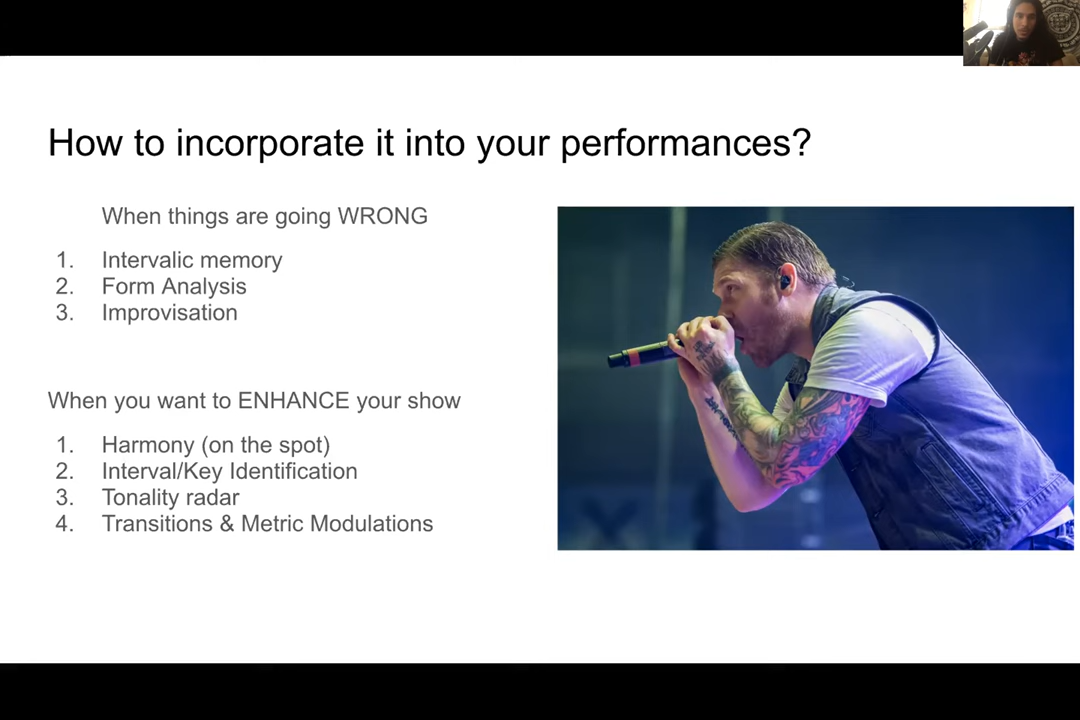 How to incorporate it into your performances?
When things are going WRONG
1. Intervalic memory
2. Form Analysis
3. Improvisation
When you want to ENHANCE your show
1. Harmony (on the spot)
2. Interval/Key Identification
3. Tonality radar
4. Transitions & Metric Modulations